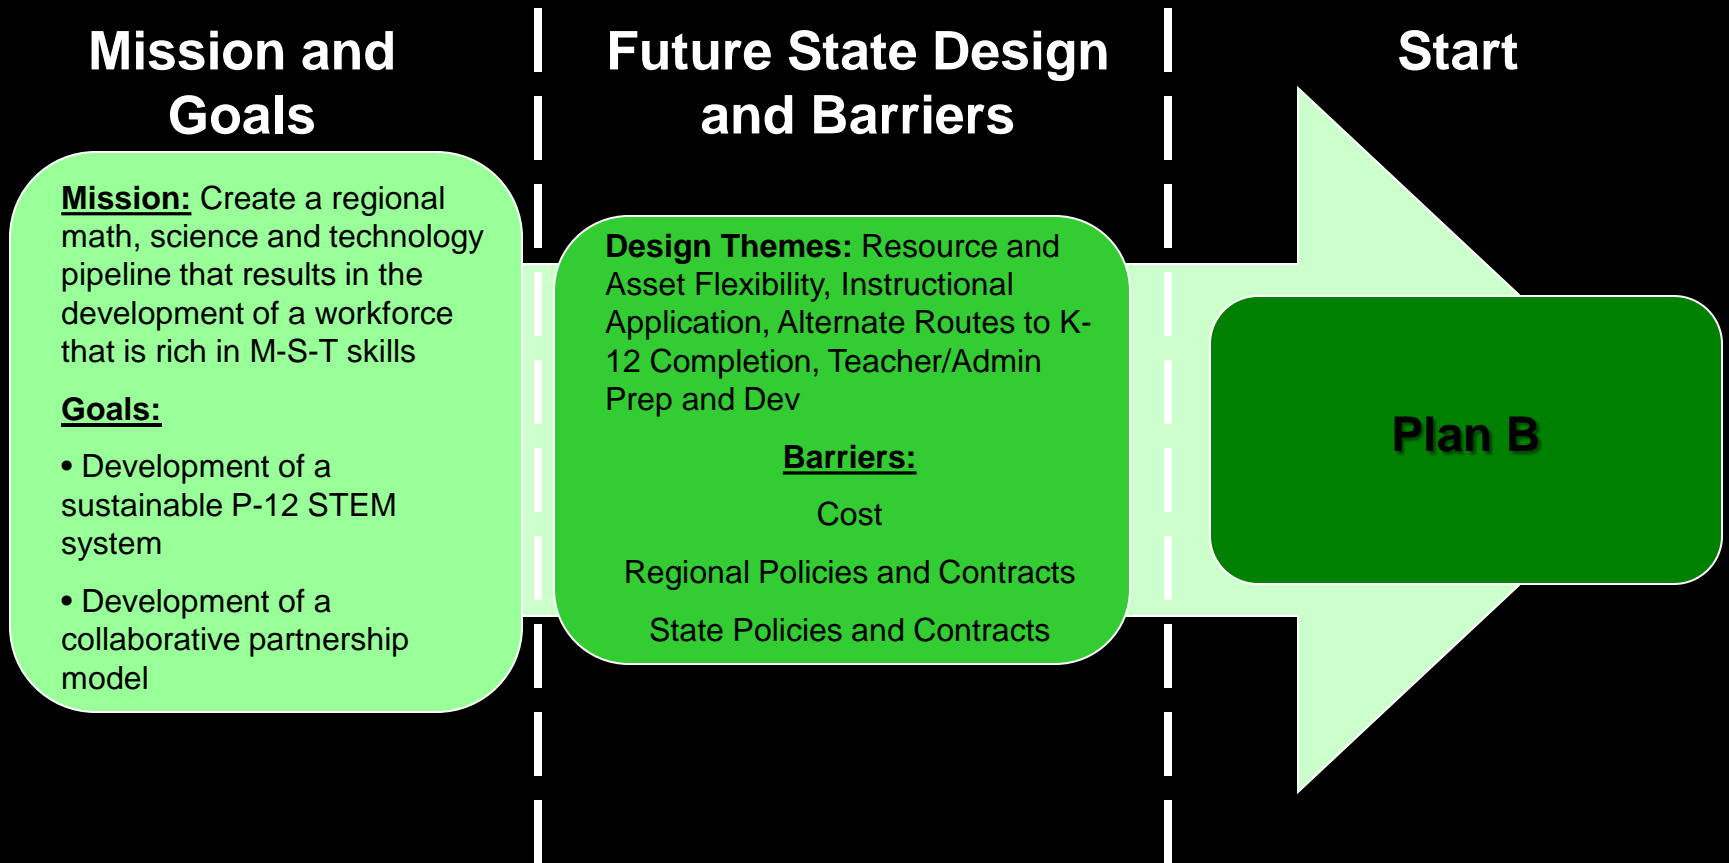 Mission and
Goals
Mission: Create a regional
math, science and technology
pipeline that results in the
development of a workforce
that is rich in M-S-T skills
Goals:
• Development of a
sustainable P-12 STEM
system
• Development of a
collaborative partnership
model
Future State Design
and Barriers
Design Themes: Resource and
Asset Flexibility, Instructional
Application, Alternate Routes to K-
12 Completion, Teacher/Admin
Prep and Dev
Barriers:
Cost
Regional Policies and Contracts
State Policies and Contracts
Start
Plan B